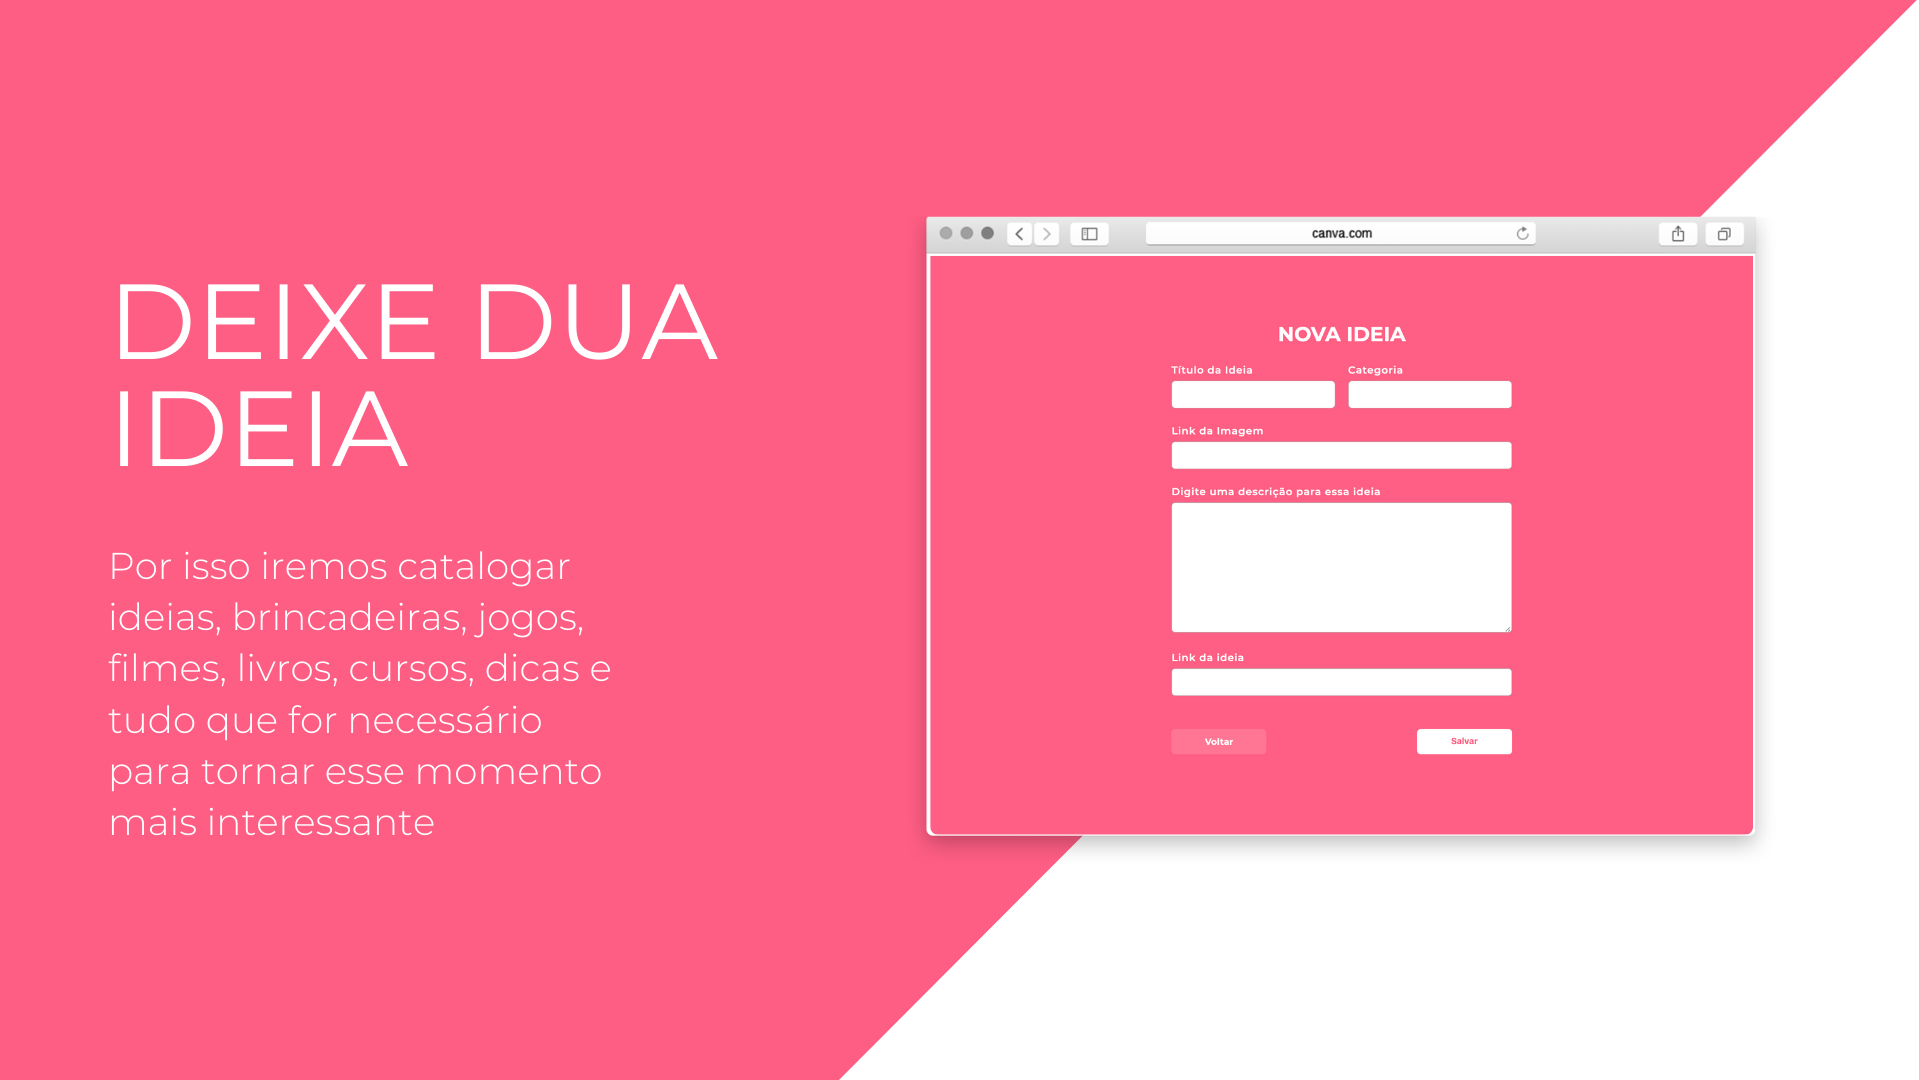 DEIXE DUA
IDEIA
Por isso iremos catalogar
ideias, brincadeiras, jogos,
filmes, livros, cursos, dicas e
tudo que for necessário
para tornar esse momento
mais interessante
canva.com
NOVA IDEIA
Título da Ideia Categoria
Link da Imagem
Digite uma descrição para essa ideia
Link da ideia
Voltar Salvar